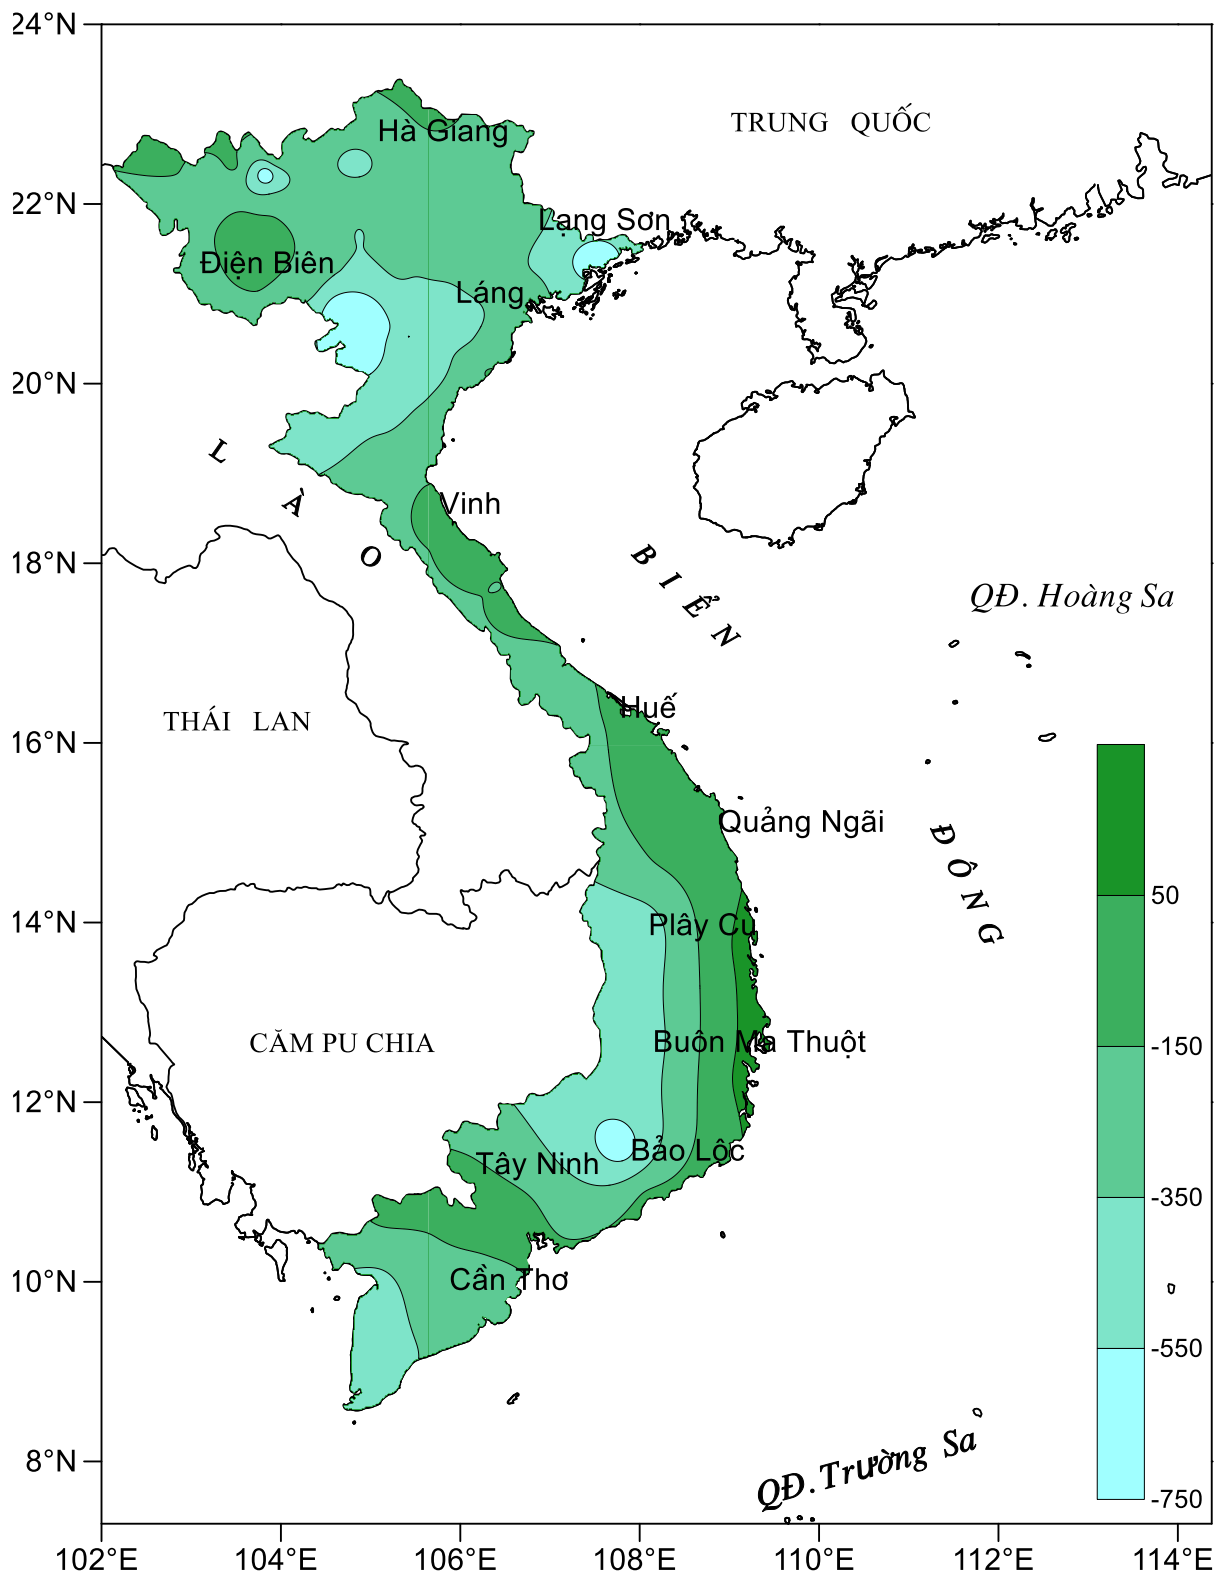 24°N
Hà Giang
TRUNG QUỐC
22°N
Lạng Sơn
Điện Biên
Láng
20°N
L À O
Vinh
18°N
BIỂN
QĐ. Hoàng Sa
Huế
THÁI LAN
16°N
Quảng Ngãi
ĐÔNG
50
14°N
Plây Cu
CĂM PU CHIA
Buôn Ma Thuột
-150
12°N
Bảo Lộc
Tây Ninh
-350
10°N
Cần Thơ
-550
8°N
QĐ. Trường Sa
-750
102°E 104°E 106°E 108°E 110°E 112°E 114°E